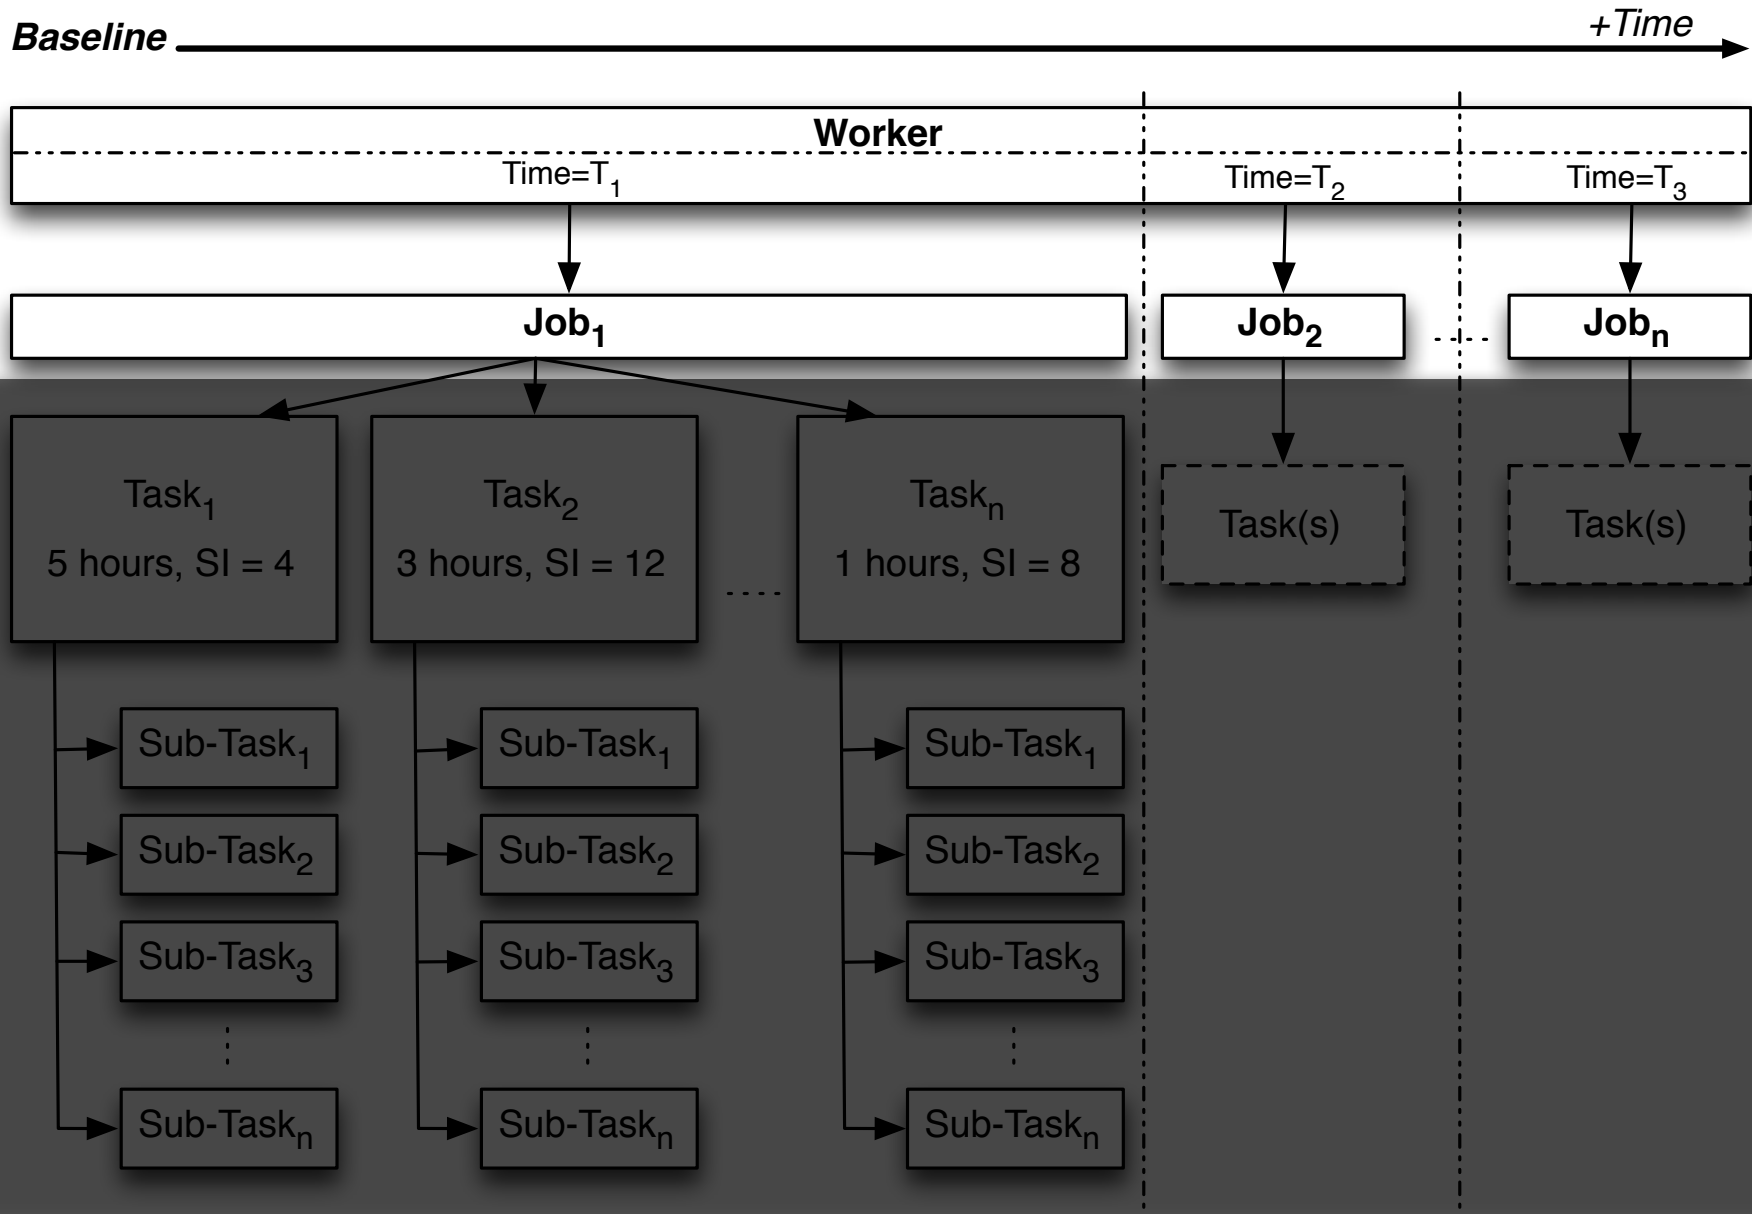 Baseline
+Time
Worker
Time=T1
Time=T2
Time=T3
Job1
Job2
.....
Jobn
Task1
5 hours, SI = 4
Task2
3 hours, SI = 12
.....
Taskn
1 hours, SI = 8
Task(s)
Task(s)
Sub-Task1
Sub-Task1
Sub-Task1
Sub-Task2
Sub-Task2
Sub-Task2
Sub-Task3
Sub-Task3
Sub-Task3
Sub-Taskn
Sub-Taskn
Sub-Taskn